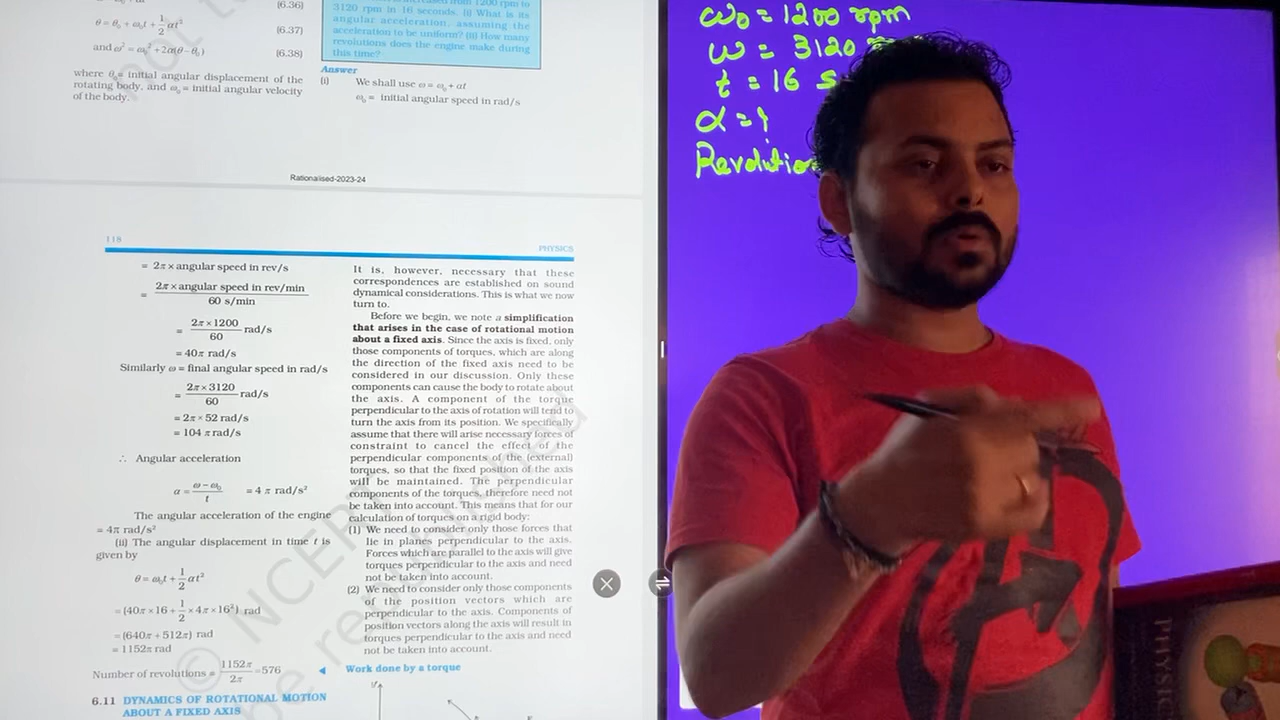 (6.36)
θ = θ₀ + ω₀t + 1/2 αt²
(6.37)
and ω² = ω₀² + 2α(θ – θ₀)
(6.38)
where θ₀ = initial angular displacement of the
rotating body, and ω₀ = initial angular velocity
of the body.
1200 rpm to
3120 rpm in 16 seconds. (i) What is its
angular acceleration, assuming the
acceleration to be uniform? (ii) How many
revolutions does the engine make during
this time?
Answer
(i) We shall use ω = ω₀ + αt
ω₀ = initial angular speed in rad/s
Rationalised-2023-24
118
PHYSICS
= 2π × angular speed in rev/s
= 2π × angular speed in rev/min / 60 s/min
= 2π × 1200 / 60 rad/s
= 40π rad/s
Similarly ω = final angular speed in rad/s
= 2π × 3120 / 60 rad/s
= 2π × 52 rad/s
= 104 π rad/s
∴ Angular acceleration
α = ω – ω₀ / t = 4 π rad/s²
The angular acceleration of the engine
= 4π rad/s²
(ii) The angular displacement in time t is
given by
θ = ω₀t + 1/2 αt²
= (40π × 16 + 1/2 × 4π × 16²) rad
= (640π + 512π) rad
= 1152π rad
Number of revolutions = 1152π / 2π = 576
6.11 DYNAMICS OF ROTATIONAL MOTION
ABOUT A FIXED AXIS
It is, however, necessary that these
correspondences are established on sound
dynamical considerations. This is what we now
turn to.
Before we begin, we note a simplification
that arises in the case of rotational motion
about a fixed axis. Since the axis is fixed, only
those components of torques, which are along
the direction of the fixed axis need to be
considered in our discussion. Only these
components can cause the body to rotate about
the axis. A component of the torque
perpendicular to the axis of rotation will tend to
turn the axis from its position. We specifically
assume that there will arise necessary forces of
constraint to cancel the effect of the
perpendicular components of the (external)
torques, so that the fixed position of the axis
will be maintained. The perpendicular
components of the torques, therefore need not
be taken into account. This means that for our
calculation of torques on a rigid body:
(1) We need to consider only those forces that
lie in planes perpendicular to the axis.
Forces which are parallel to the axis will give
torques perpendicular to the axis and need
not be taken into account.
(2) We need to consider only those components
of the position vectors which are
perpendicular to the axis. Components of
position vectors along the axis will result in
torques perpendicular to the axis and need
not be taken into account.
Work done by a torque
© NCERT
be republished
ω₀ = 1200 rpm
ω = 3120
t = 16 s
α = ?
Revolution
PHYSIC